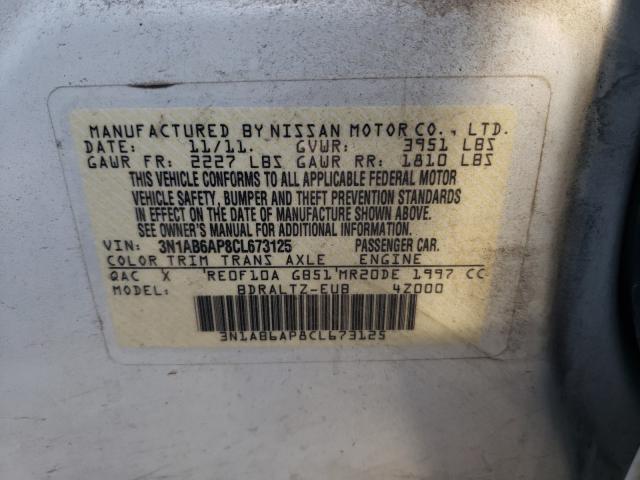 MANUFACTURED BY NISSAN MOTOR CO., LTD.
DATE: 11/11. GVWR: 3951 LBS
GAWR FR: 2227 LBS GAWR RR: 1810 LBS
THIS VEHICLE CONFORMS TO ALL APPLICABLE FEDERAL MOTOR
VEHICLE SAFETY, BUMPER AND THEFT PREVENTION STANDARDS
IN EFFECT ON THE DATE OF MANUFACTURE SHOWN ABOVE.
SEE OWNER'S MANUAL FOR ADDITIONAL INFORMATION.
VIN: 3N1AB6AP8CL673125 PASSENGER CAR.
COLOR TRIM TRANS AXLE ENGINE
QAC X RE0F10A GB51 MR20DE 1997 CC
MODEL: BDRALTZ-EUB 4Z000
3N1AB6AP8CL673125